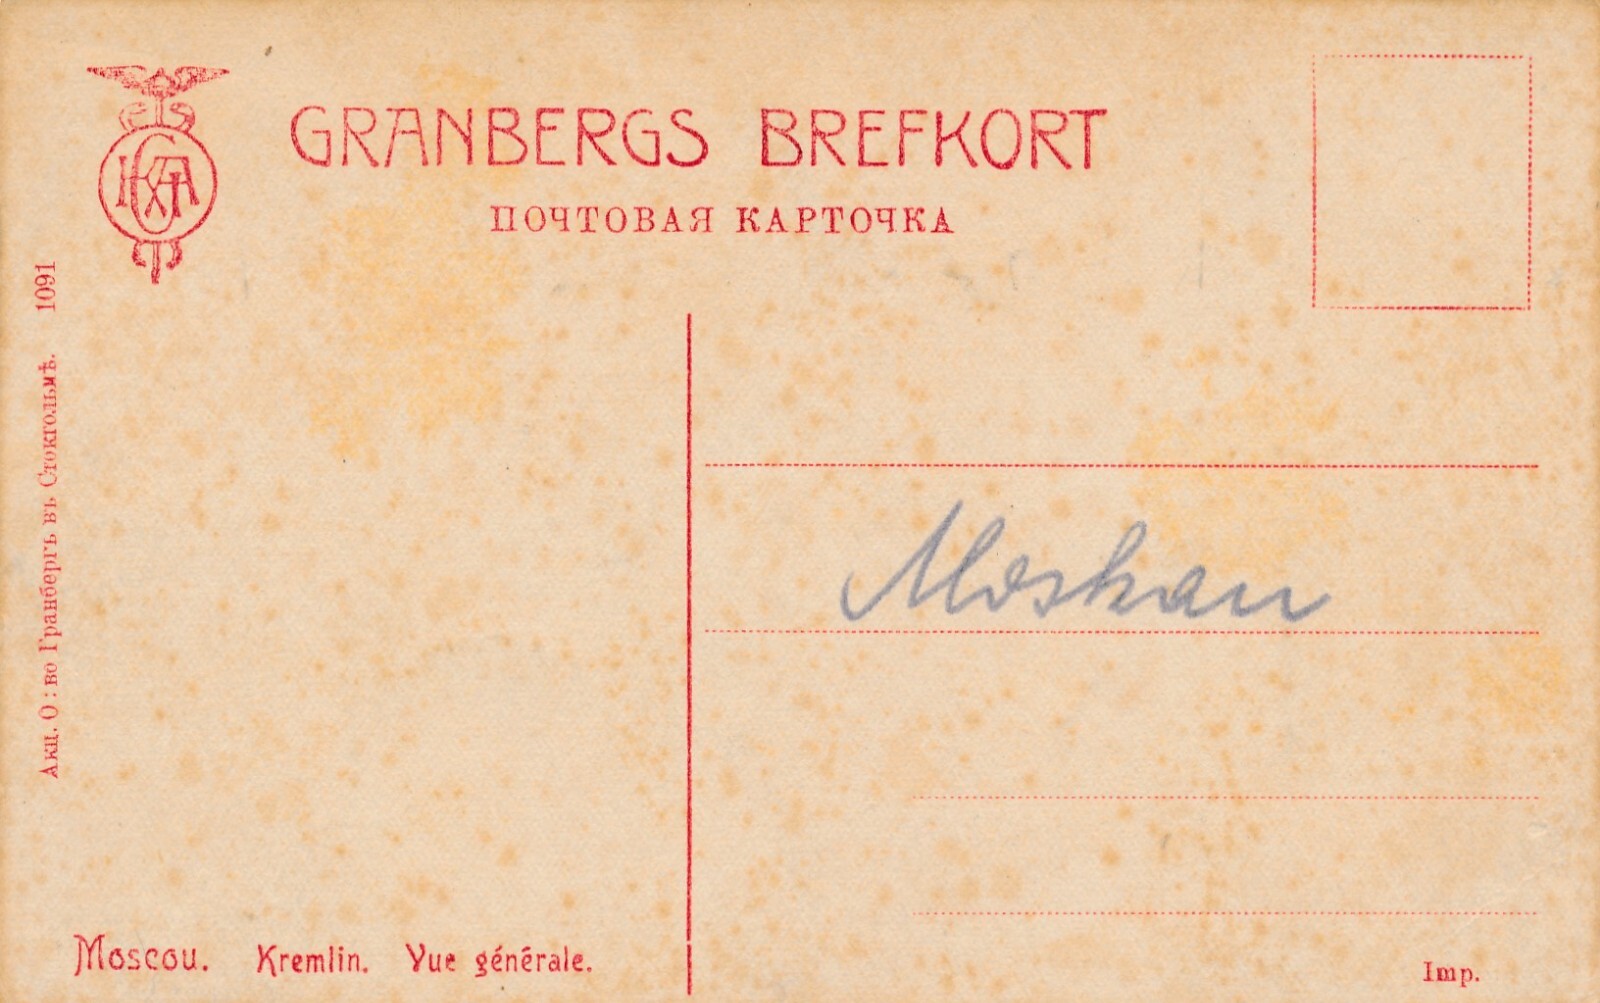 GRANBERGS BREFKORT
ПОЧТОВАЯ КАРТОЧКА
Акц. О:во Гранбергъ въ Стокгольмѣ. 1091
Moskau
Moscou. Kremlin. Vue générale.
Imp.